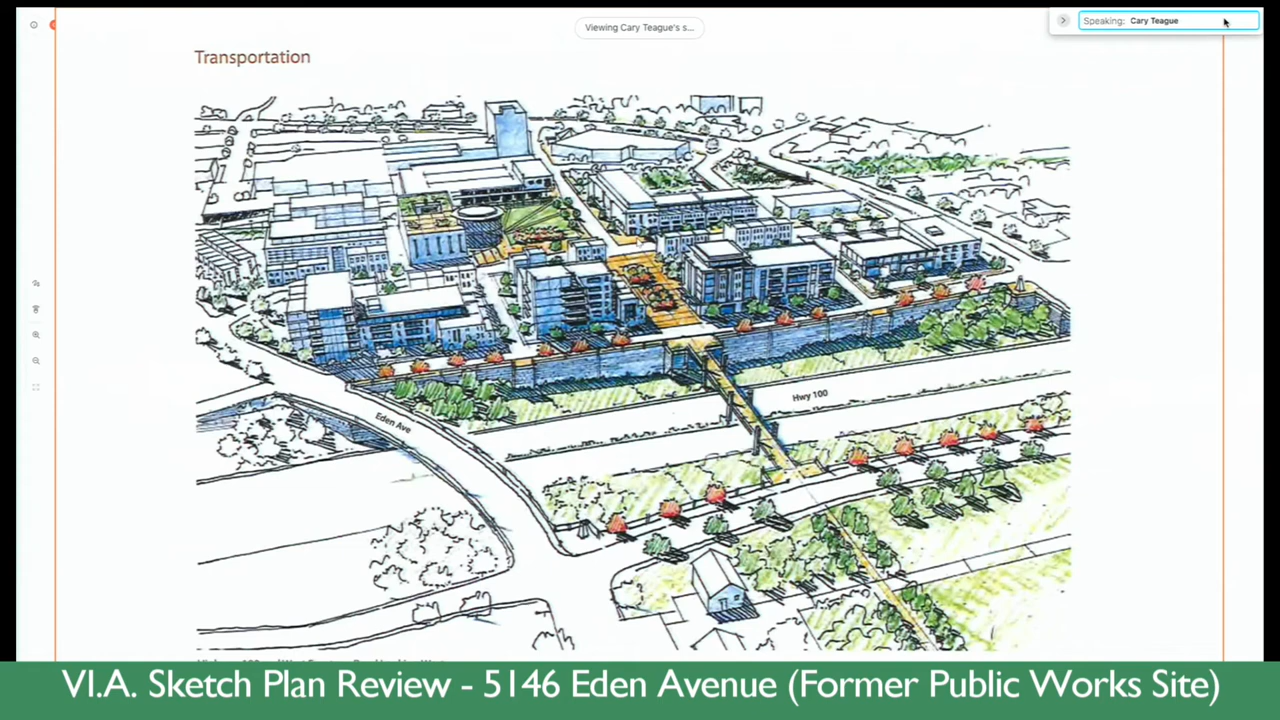 Viewing Cary Teague's s...
Speaking: Cary Teague
Transportation
Hwy 100
Eden Ave
VI.A. Sketch Plan Review - 5146 Eden Avenue (Former Public Works Site)